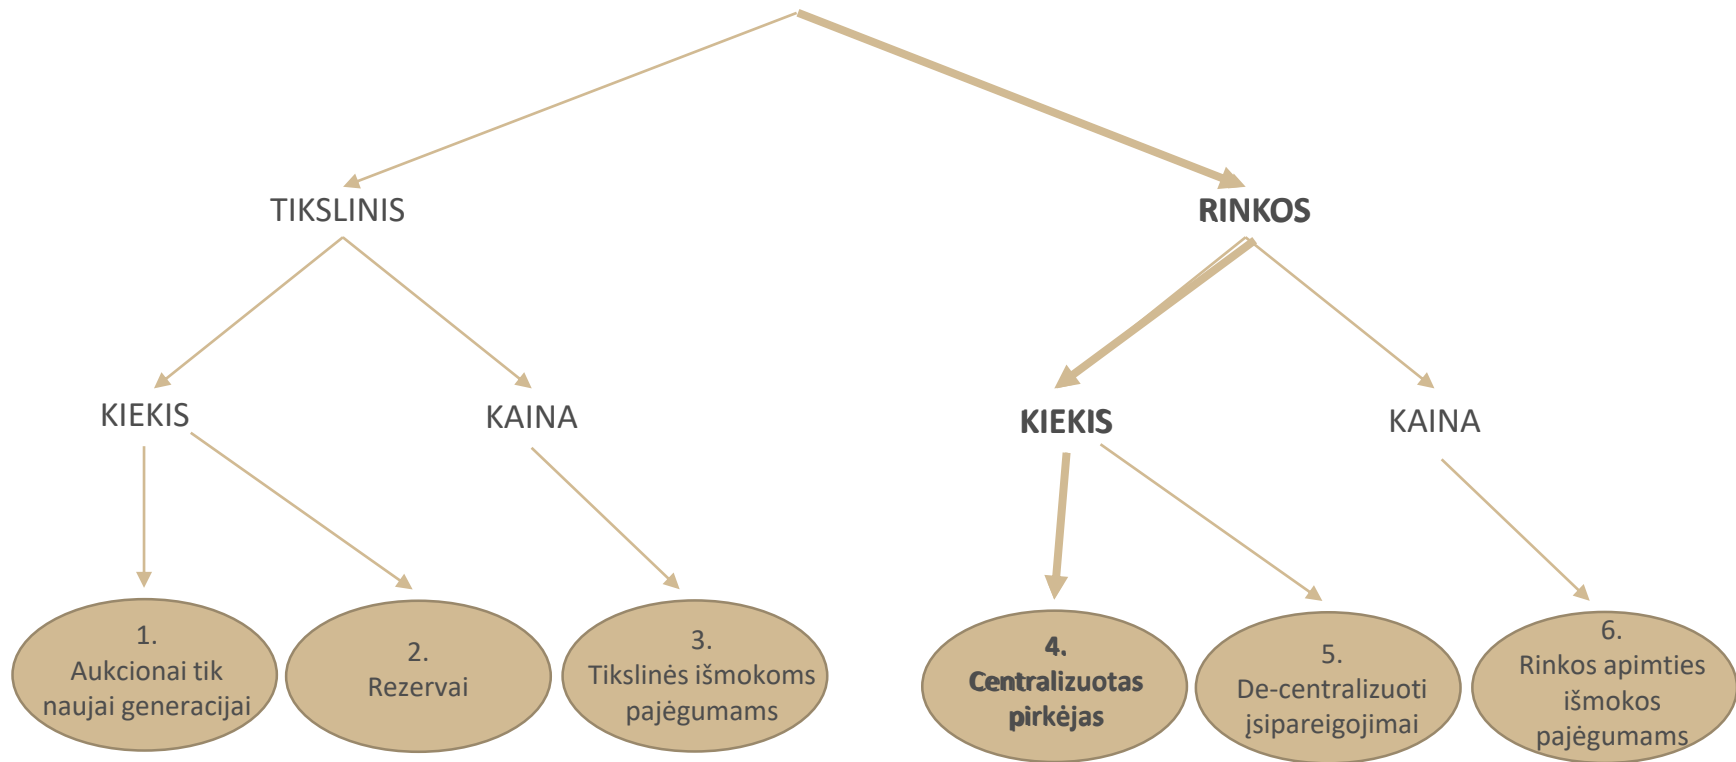 TIKSLINIS
RINKOS
KIEKIS
KAINA
KIEKIS
KAINA
1.
Aukcionai tik
naujai generacijai
2.
Rezervai
3.
Tikslinės išmokoms
pajėgumams
4.
Centralizuotas
pirkėjas
5.
De-centralizuoti
įsipareigojimai
6.
Rinkos apimties
išmokos
pajėgumams